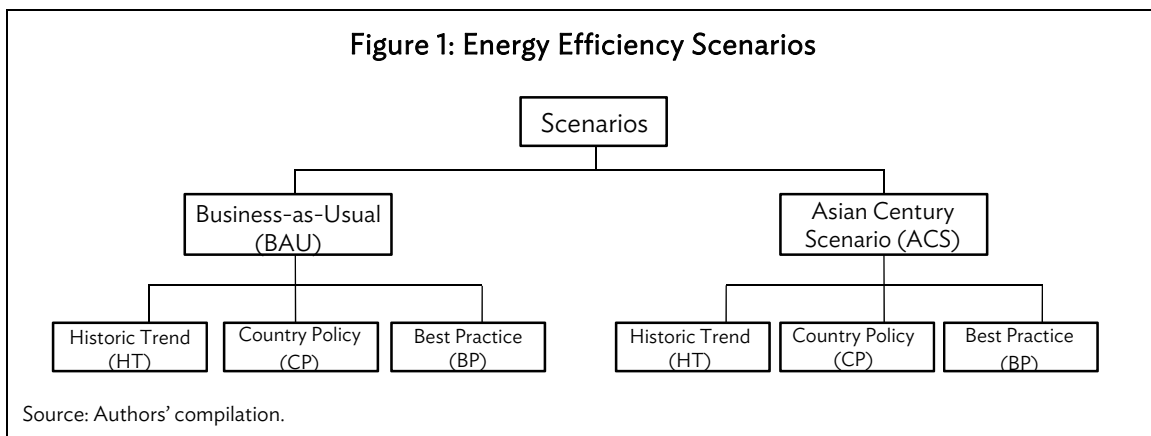 Figure 1: Energy Efficiency Scenarios
Scenarios
Business-as-Usual
(BAU)
Asian Century
Scenario (ACS)
Historic Trend
(HT)
Country Policy
(CP)
Best Practice
(BP)
Historic Trend
(HT)
Country Policy
(CP)
Best Practice
(BP)
Source: Authors’ compilation.